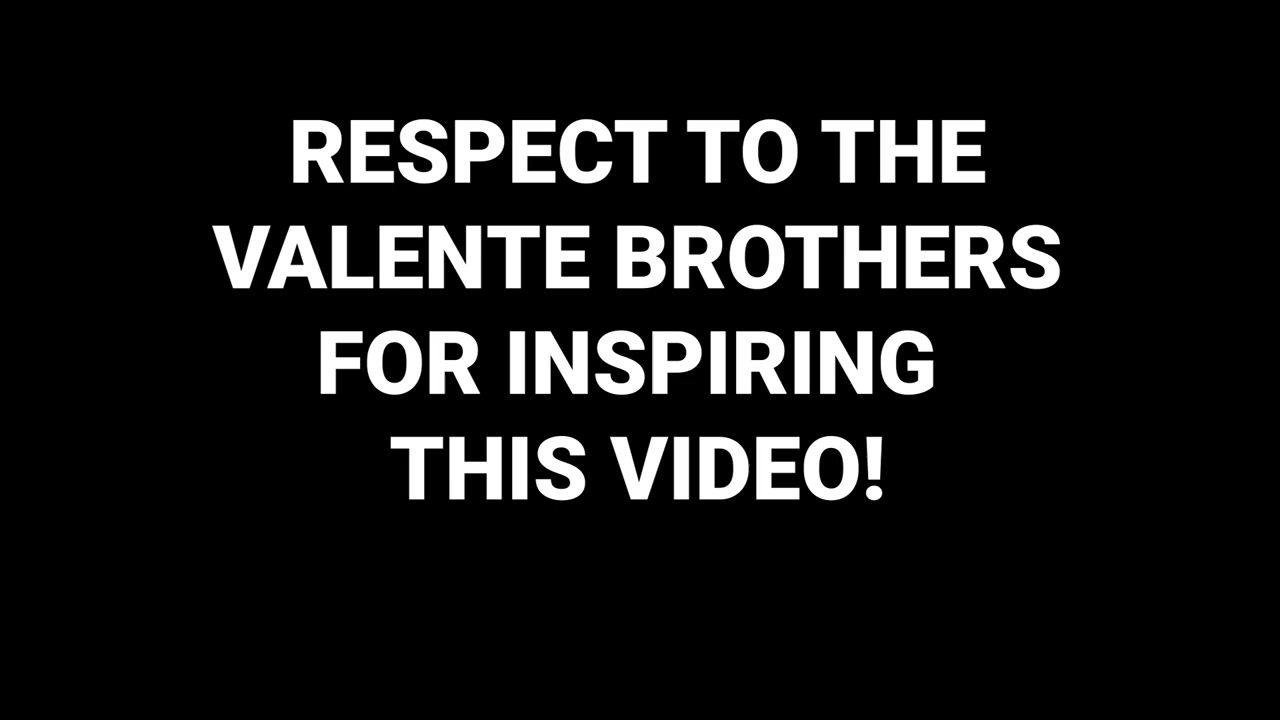 RESPECT TO THE
VALENTE BROTHERS
FOR INSPIRING
THIS VIDEO!